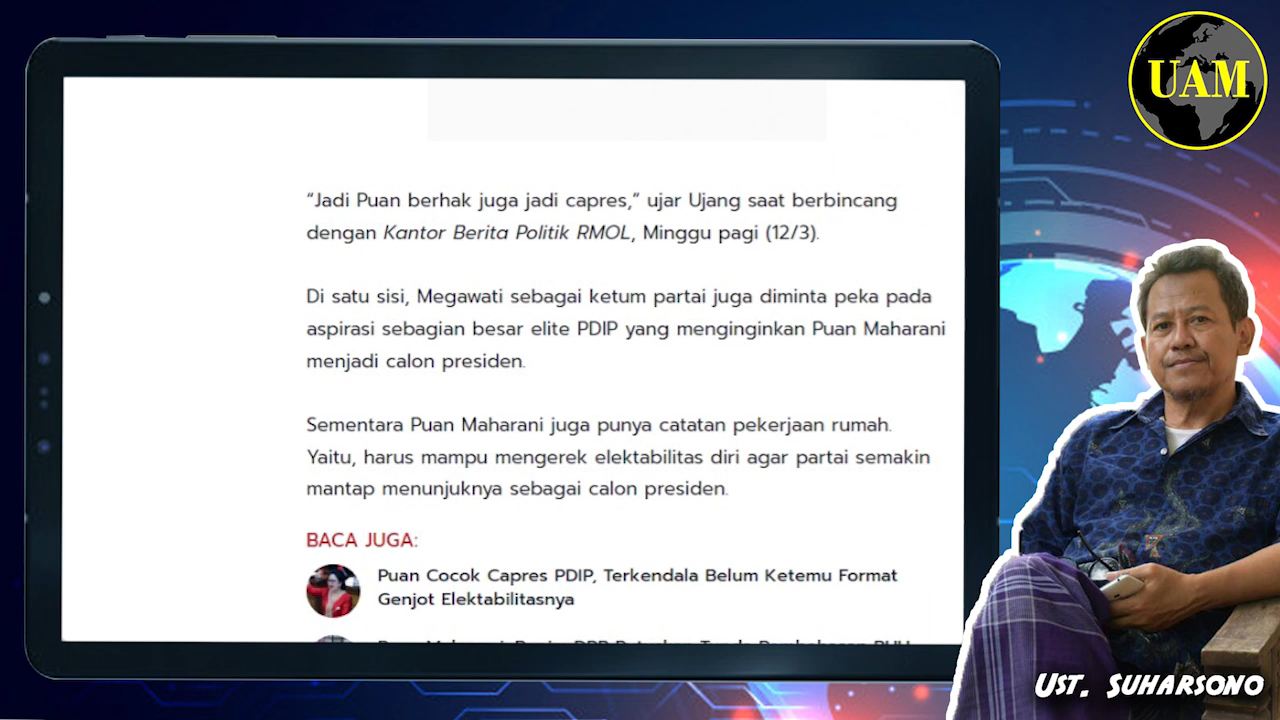 UAM
“Jadi Puan berhak juga jadi capres,” ujar Ujang saat berbincang
dengan Kantor Berita Politik RMOL, Minggu pagi (12/3).
Di satu sisi, Megawati sebagai ketum partai juga diminta peka pada
aspirasi sebagian besar elite PDIP yang menginginkan Puan Maharani
menjadi calon presiden.
Sementara Puan Maharani juga punya catatan pekerjaan rumah.
Yaitu, harus mampu mengerek elektabilitas diri agar partai semakin
mantap menunjuknya sebagai calon presiden.
BACA JUGA:
Puan Cocok Capres PDIP, Terkendala Belum Ketemu Format
Genjot Elektabilitasnya
Ust. Suharsono